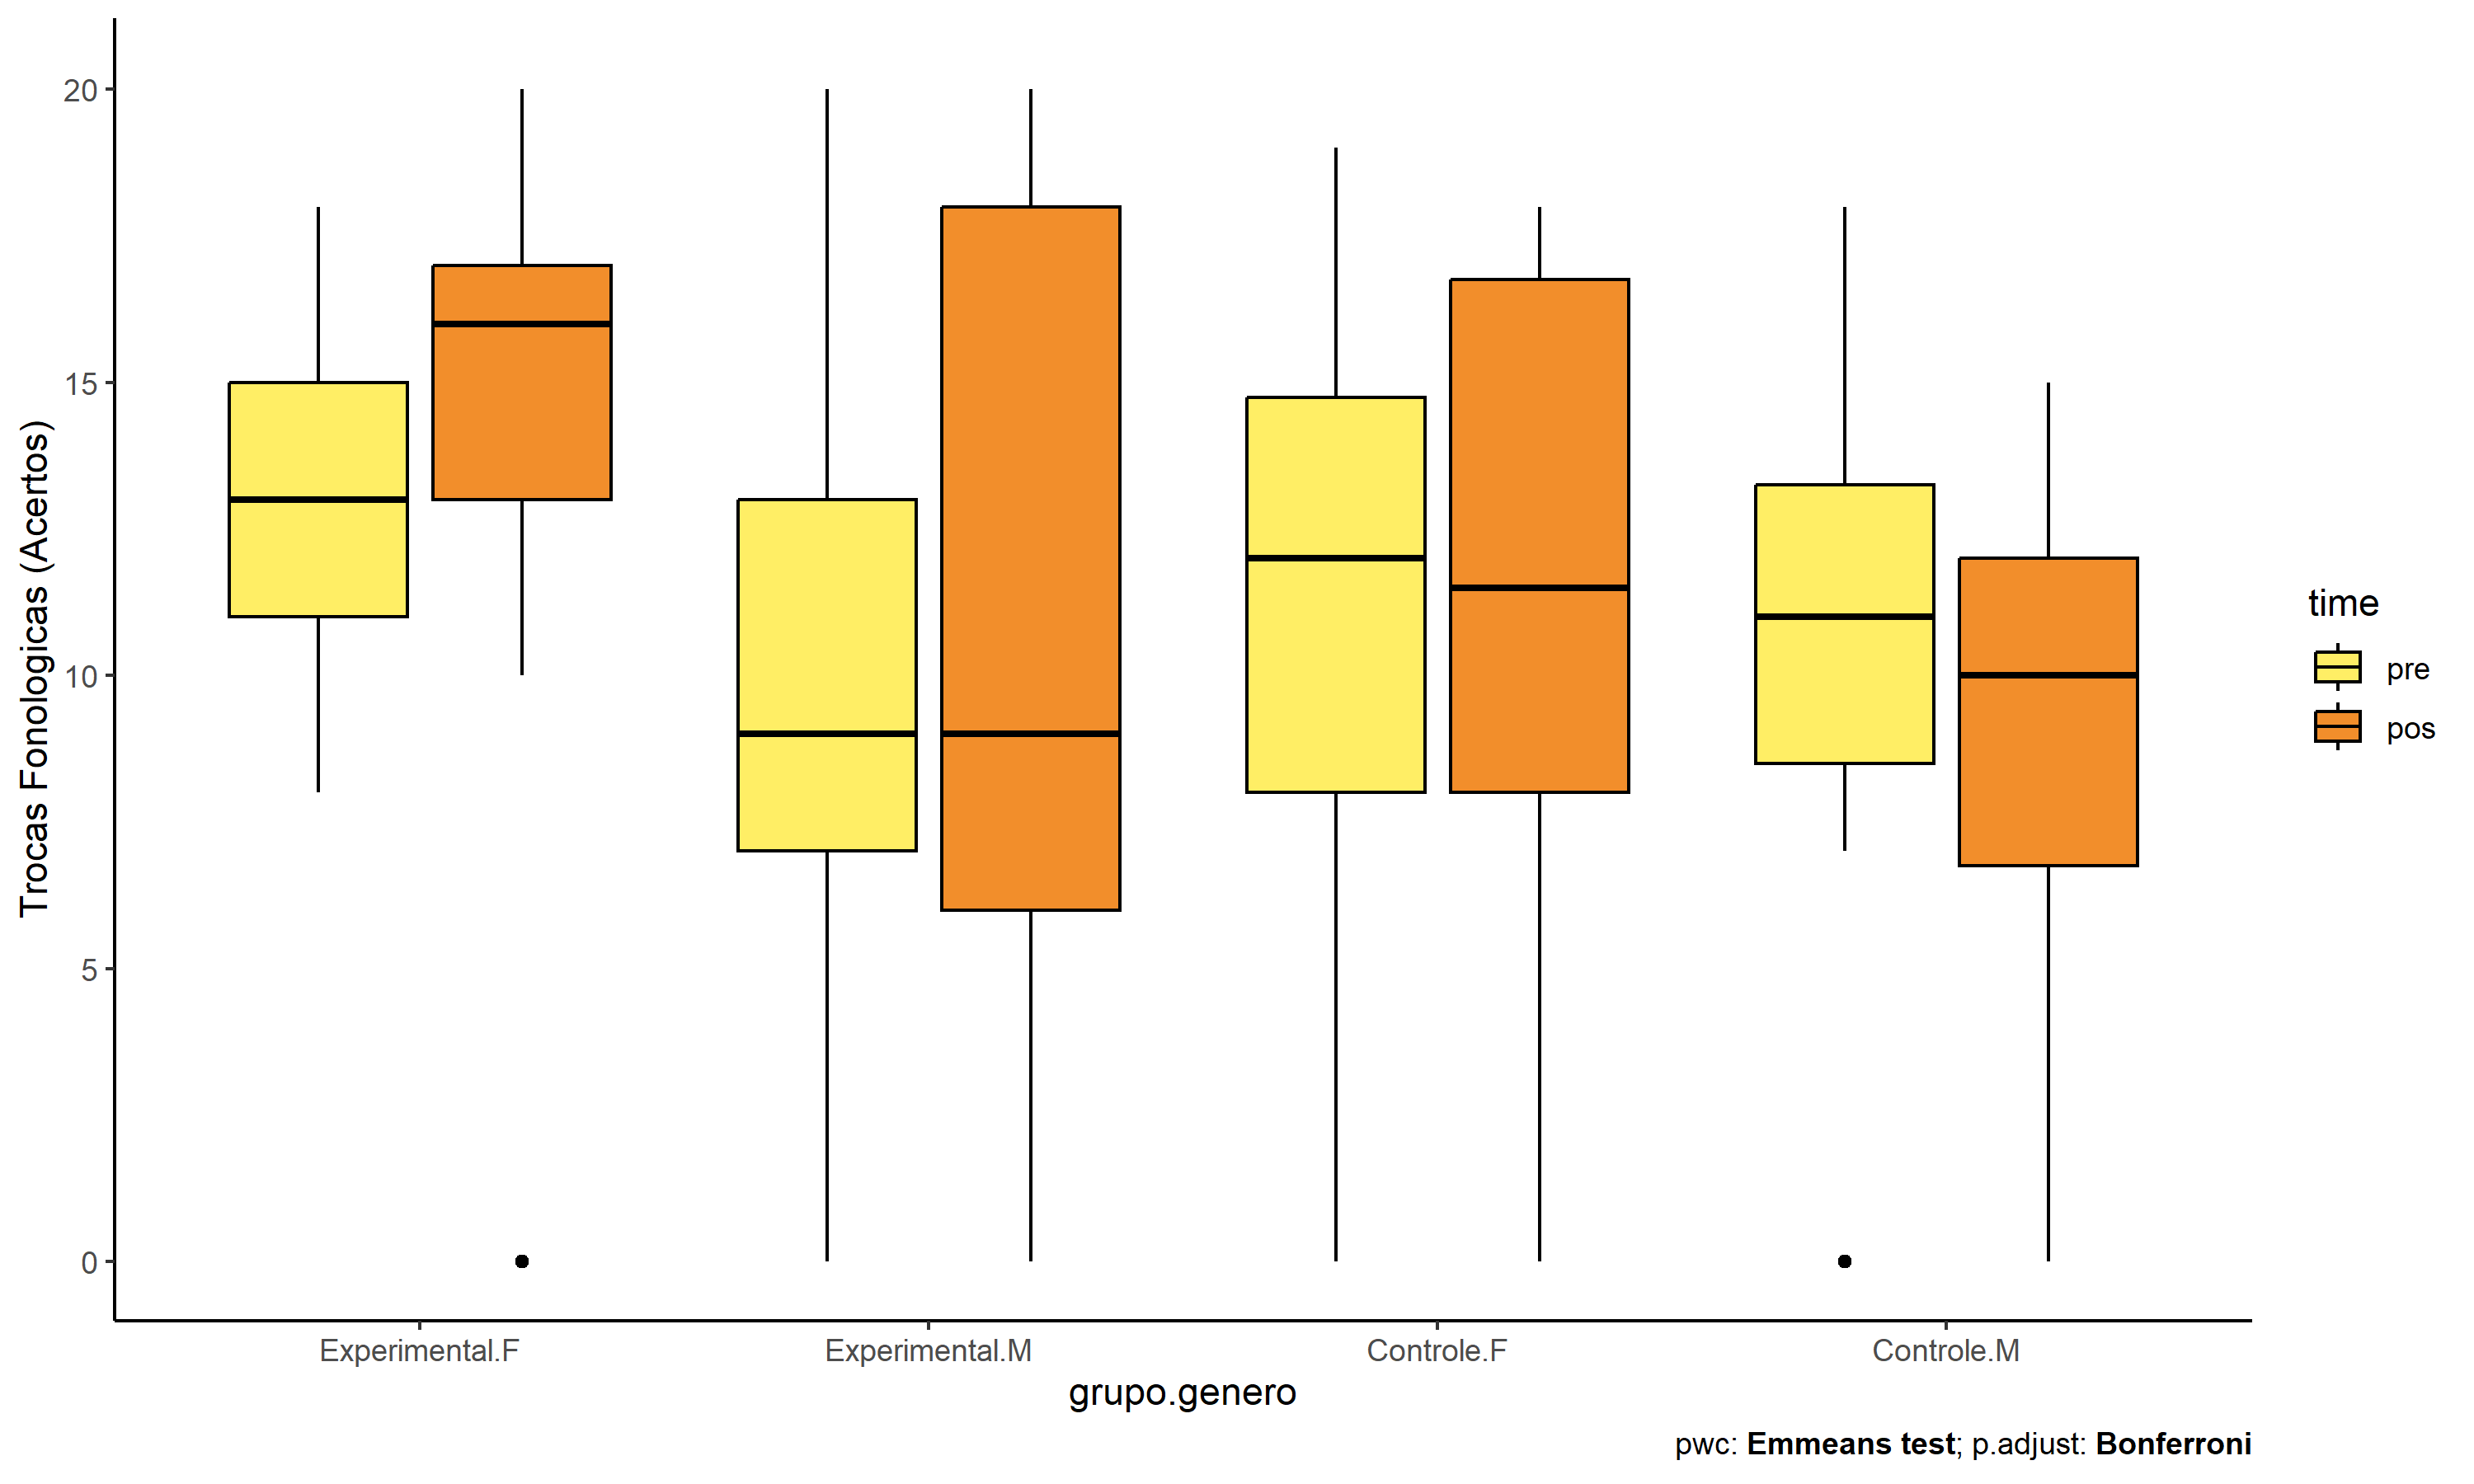 Trocas Fonologicas (Acertos)
20
15
10
5
0
Experimental.F
Experimental.M
Controle.F
Controle.M
grupo.genero
time
pre
pos
pwc: Emmeans test; p.adjust: Bonferroni